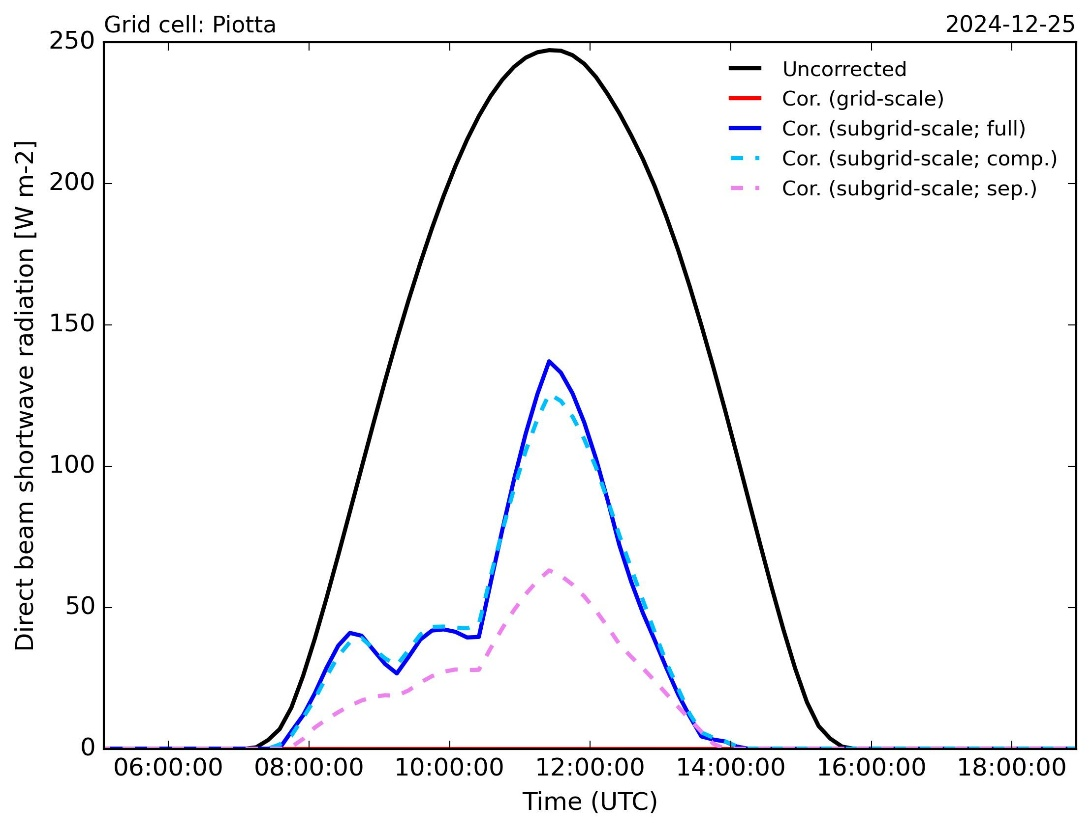 Grid cell: Piotta
2024-12-25
250
200
150
100
50
0
Direct beam shortwave radiation [W m-2]
Uncorrected
Cor. (grid-scale)
Cor. (subgrid-scale; full)
Cor. (subgrid-scale; comp.)
Cor. (subgrid-scale; sep.)
06:00:00 08:00:00 10:00:00 12:00:00 14:00:00 16:00:00 18:00:00
Time (UTC)